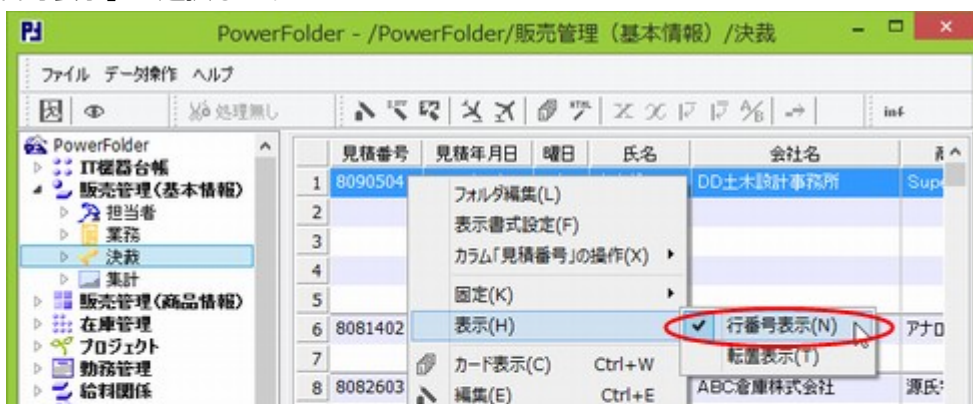 PowerFolder - /PowerFolder/販売管理（基本情報）/決裁
ファイル データ操作 ヘルプ
処理無し
PowerFolder
IT機器台帳
販売管理(基本情報)
担当者
業務
決裁
集計
販売管理(商品情報)
在庫管理
プロジェクト
勤務管理
給料関係
見積番号 見積年月日 曜日 氏名 会社名
1 8090504 DD土木設計事務所 Supe
2
3
4
5
6 8081402 アナロ
7
8 8082603 ABC倉庫株式会社 源氏
フォルダ編集(L)
表示書式設定(F)
カラム「見積番号」の操作(X)
固定(K)
表示(H)
カード表示(C) Ctrl+W
編集(E) Ctrl+E
行番号表示(N)
転置表示(T)